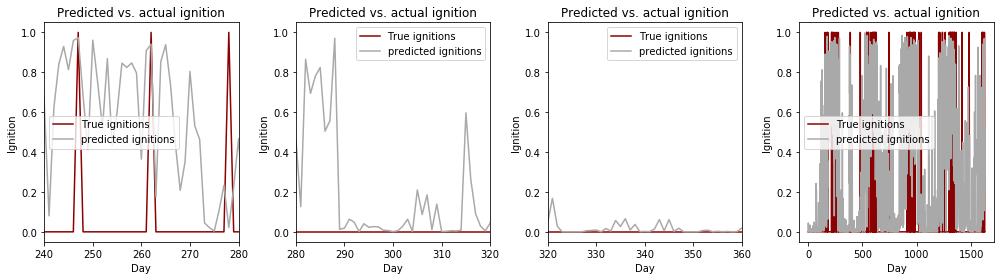 Predicted vs. actual ignition
Ignition
1.0
0.8
0.6
0.4
0.2
0.0
True ignitions
predicted ignitions
240
250
260
270
280
Day
Predicted vs. actual ignition
Ignition
1.0
0.8
0.6
0.4
0.2
0.0
True ignitions
predicted ignitions
280
290
300
310
320
Day
Predicted vs. actual ignition
Ignition
1.0
0.8
0.6
0.4
0.2
0.0
True ignitions
predicted ignitions
320
330
340
350
360
Day
Predicted vs. actual ignition
Ignition
1.0
0.8
0.6
0.4
0.2
0.0
True ignitions
predicted ignitions
0
500
1000
1500
Day